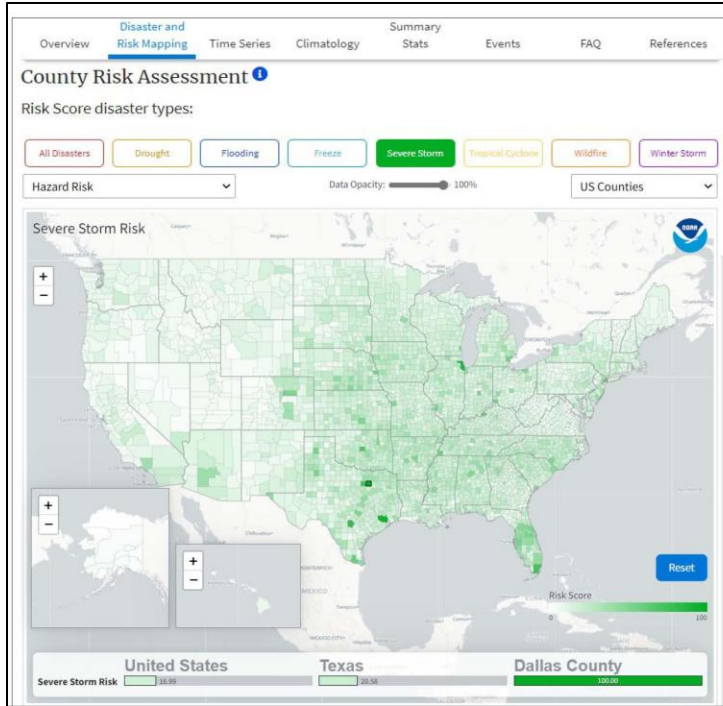 Overview
Disaster and
Risk Mapping
Time Series
Climatology
Summary
Stats
Events
FAQ
References
County Risk Assessment
Risk Score disaster types:
All Disasters
Drought
Flooding
Freeze
Severe Storm
Tropical Cyclone
Wildfire
Winter Storm
Hazard Risk
Data Opacity:
100%
US Counties
Severe Storm Risk
NOAA
+
−
+
−
+
−
MEXICO
Reset
Risk Score
0
100
United States
Texas
Dallas County
Severe Storm Risk
16.99
20.58
100.00